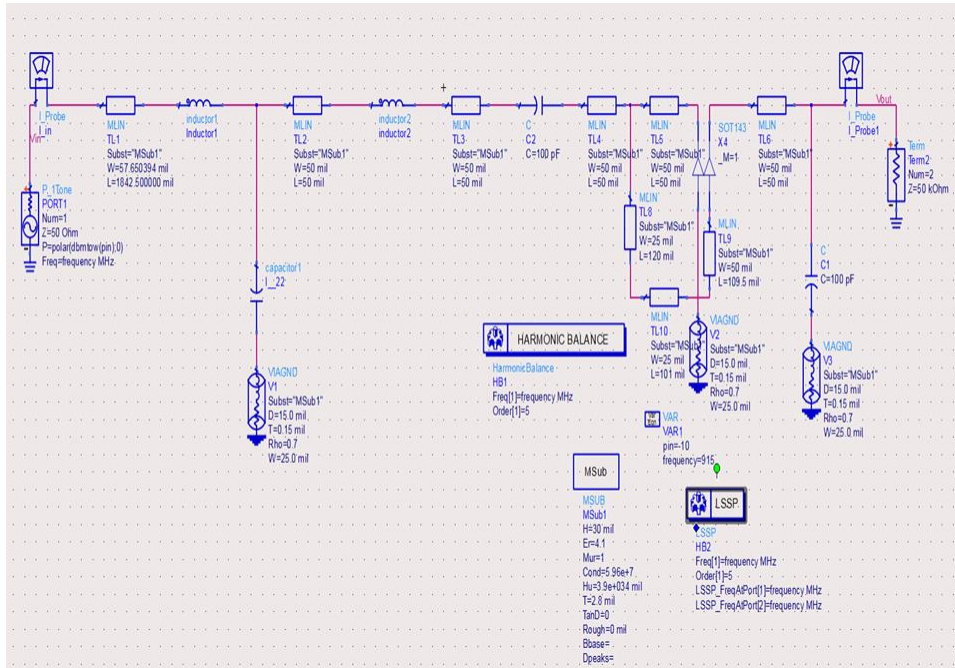 I_Probe
I_in
Vin
P_1Tone
PORT1
Num=1
Z=50 Ohm
P=polar(dbmtow(pin),0)
Freq=frequency MHz
MLIN
TL1
Subst="MSub1"
W=57.650394 mil
L=1842.500000 mil
inductor1
Inductor1
capacitor1
I__22
VIAGND
V1
Subst="MSub1"
D=15.0 mil
T=0.15 mil
Rho=0.7
W=25.0 mil
MLIN
TL2
Subst="MSub1"
W=50 mil
L=50 mil
inductor2
inductor2
MLIN
TL3
Subst="MSub1"
W=50 mil
L=50 mil
C
C2
C=100 pF
MLIN
TL4
Subst="MSub1"
W=50 mil
L=50 mil
MLIN
TL5
Subst="MSub1"
W=50 mil
L=50 mil
SOT143
X4
_M=1
MLIN
TL6
Subst="MSub1"
W=50 mil
L=50 mil
I_Probe
I_Probe1
Vout
Term
Term2
Num=2
Z=50 kOhm
MLIN
TL8
Subst="MSub1"
W=25 mil
L=120 mil
MLIN
TL9
Subst="MSub1"
W=50 mil
L=109.5 mil
C
C1
C=100 pF
MLIN
TL10
Subst="MSub1"
W=25 mil
L=101 mil
VIAGND
V2
Subst="MSub1"
D=15.0 mil
T=0.15 mil
Rho=0.7
W=25.0 mil
VIAGND
V3
Subst="MSub1"
D=15.0 mil
T=0.15 mil
Rho=0.7
W=25.0 mil
HARMONIC BALANCE
HarmonicBalance
HB1
Freq[1]=frequency MHz
Order[1]=5
VAR
VAR1
pin=-10
frequency=915
MSub
MSUB
MSub1
H=30 mil
Er=4.1
Mur=1
Cond=5.96e+7
Hu=3.9e+034 mil
T=2.8 mil
TanD=0
Rough=0 mil
Bbase=
Dpeaks=
LSSP
LSSP
HB2
Freq[1]=frequency MHz
Order[1]=5
LSSP_FreqAtPort[1]=frequency MHz
LSSP_FreqAtPort[2]=frequency MHz